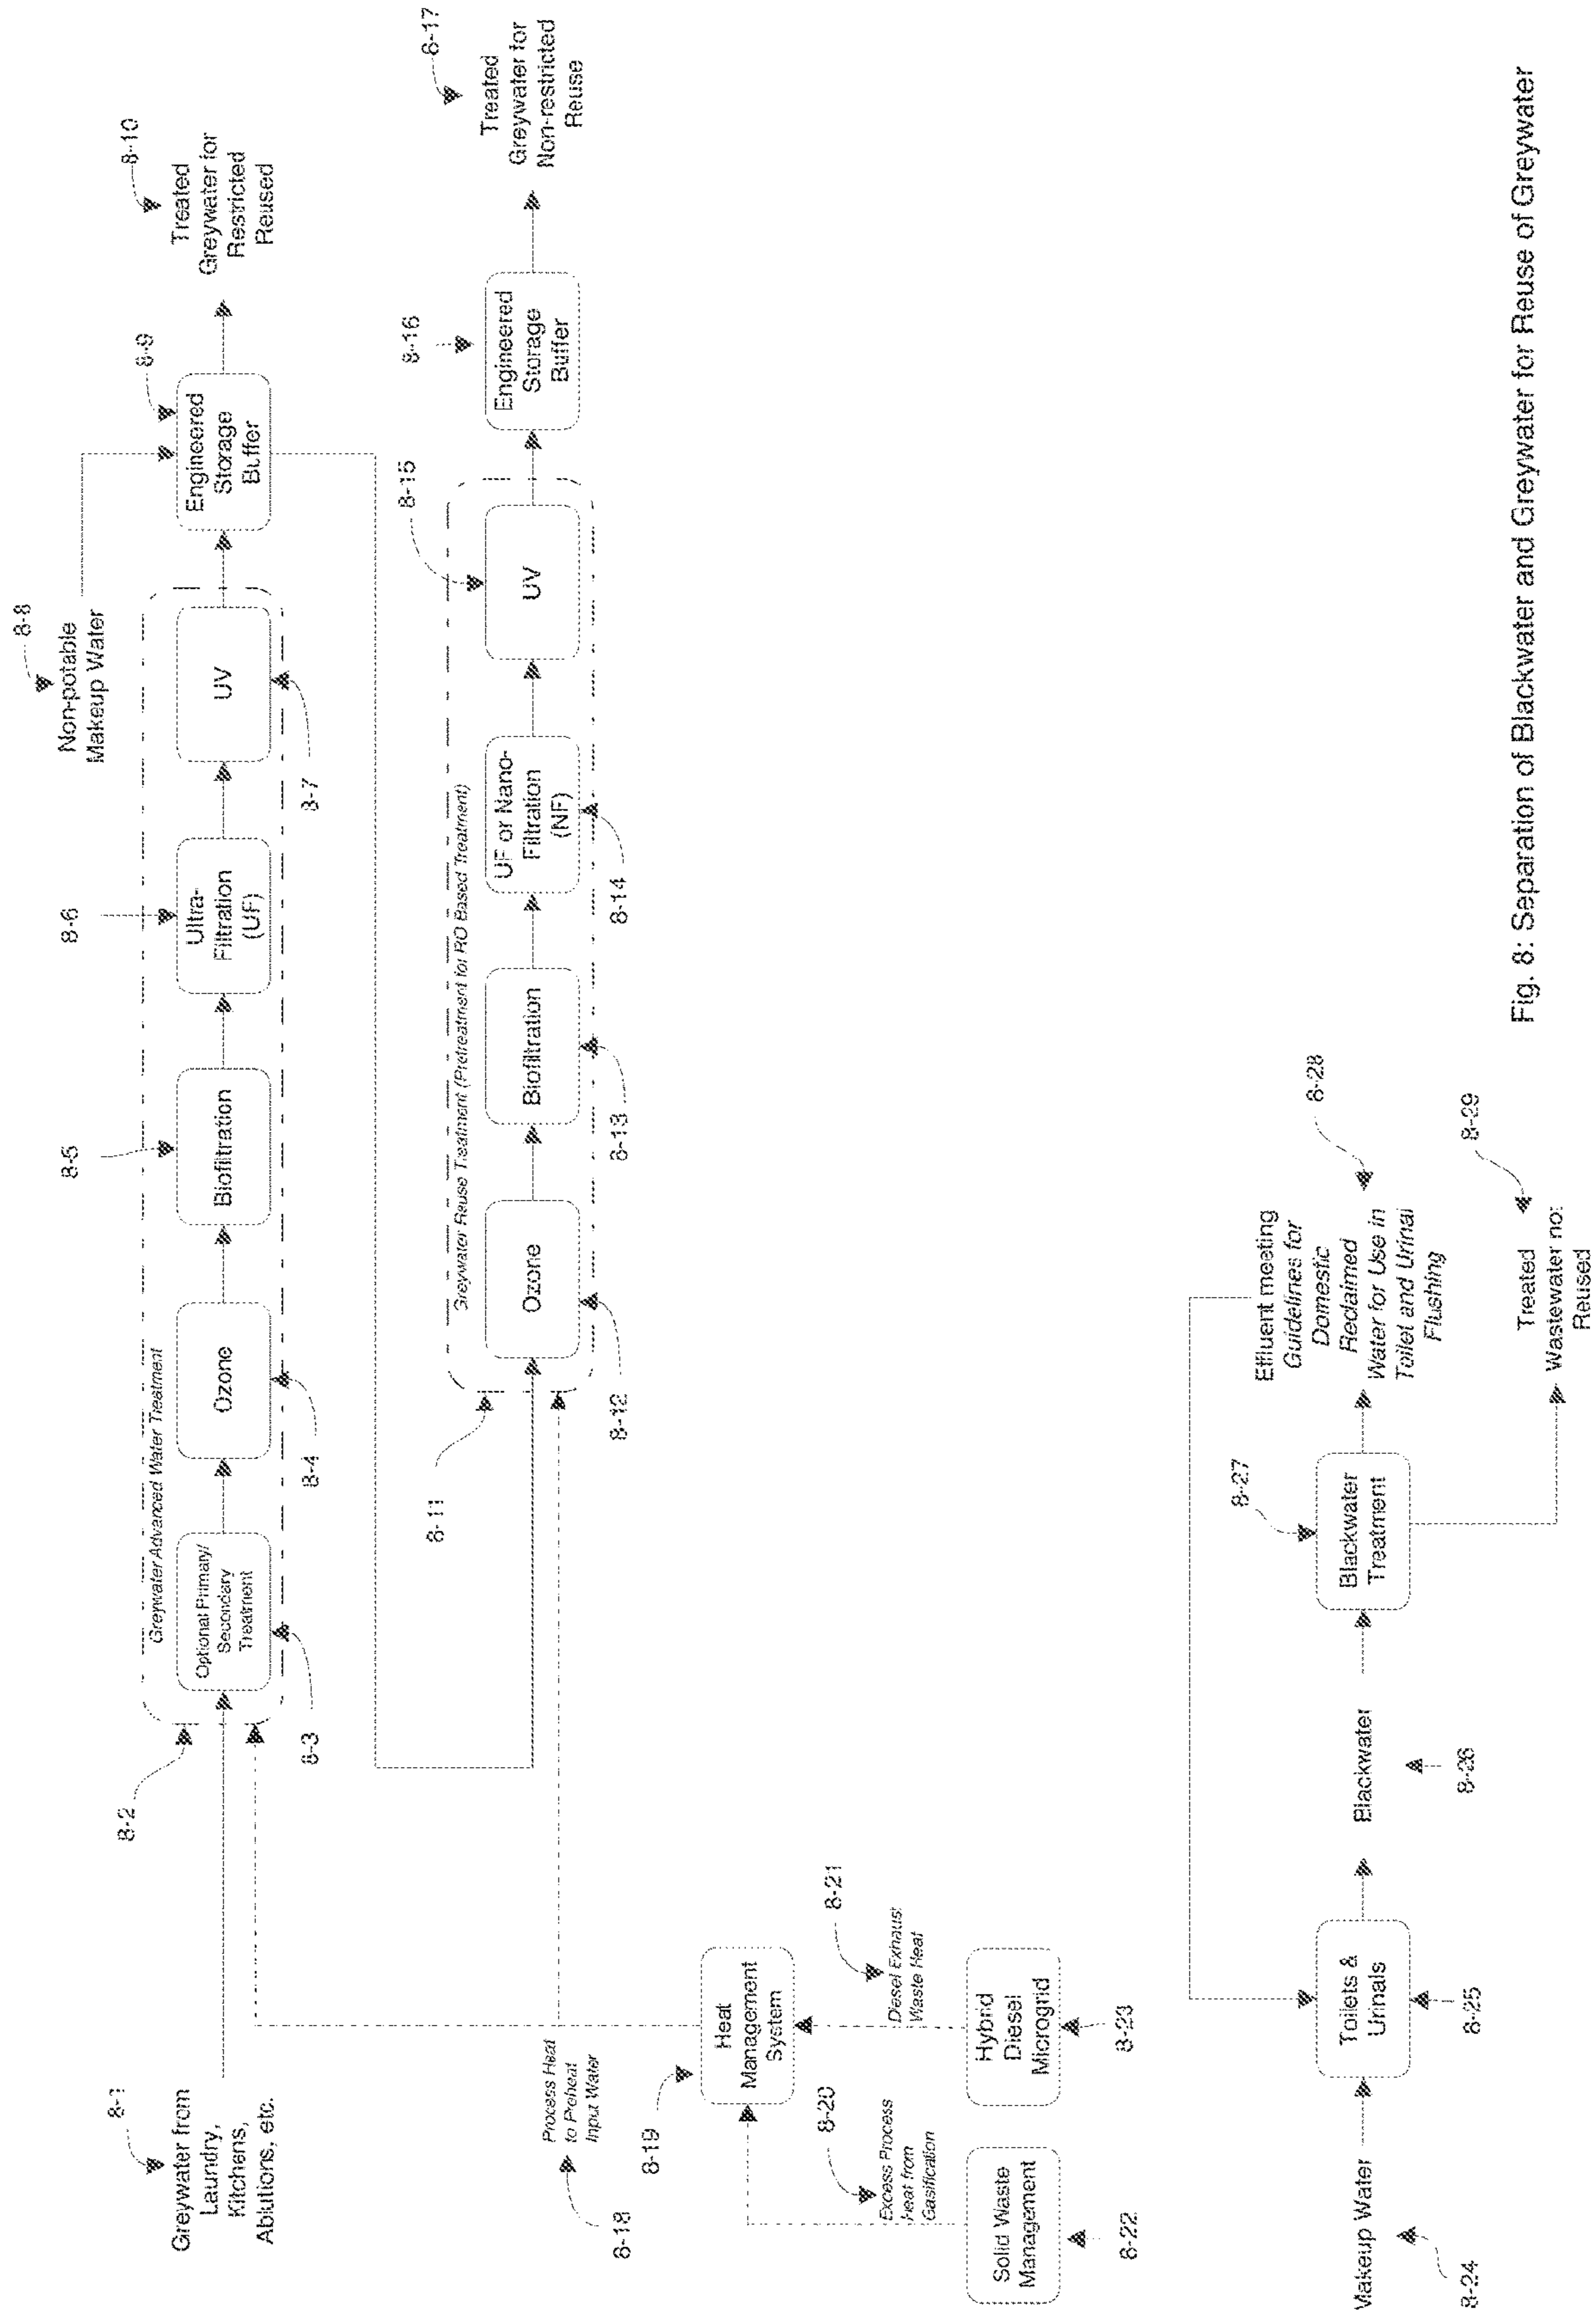 8-1
Greywater from
Laundry,
Kitchens,
Ablutions, etc.
8-2
Greywater Advanced Water Treatment
Optional Primary/
Secondary
Treatment
8-3
Ozone
8-4
Biofiltration
8-5
Ultra-
Filtration
(UF)
8-6
UV
8-7
8-8
Non-potable
Makeup Water
Engineered
Storage
Buffer
8-9
8-10
Treated
Greywater for
Restricted
Reused
8-11
Greywater Reuse Treatment (Pretreatment for RO Based Treatment)
Ozone
8-12
Biofiltration
8-13
UF or Nano-
Filtration
(NF)
8-14
UV
8-15
Engineered
Storage
Buffer
8-16
8-17
Treated
Greywater for
Non-restricted
Reuse
Process Heat
to Preheat
Input Water
8-18
8-19
Heat
Management
System
8-20
Excess Process
heat from
Gasification
8-21
Diesel Exhaust
Waste Heat
Solid Waste
Management
8-22
Hybrid
Diesel
Microgrid
8-23
Makeup Water
8-24
Toilets &
Urinals
8-25
Blackwater
8-26
8-27
Blackwater
Treatment
Effluent meeting
Guidelines for
Domestic
Reclaimed
Water for Use in
Toilet and Urinal
Flushing
8-28
Treated
Wastewater not
Reused
8-29
Fig. 8: Separation of Blackwater and Greywater for Reuse of Greywater